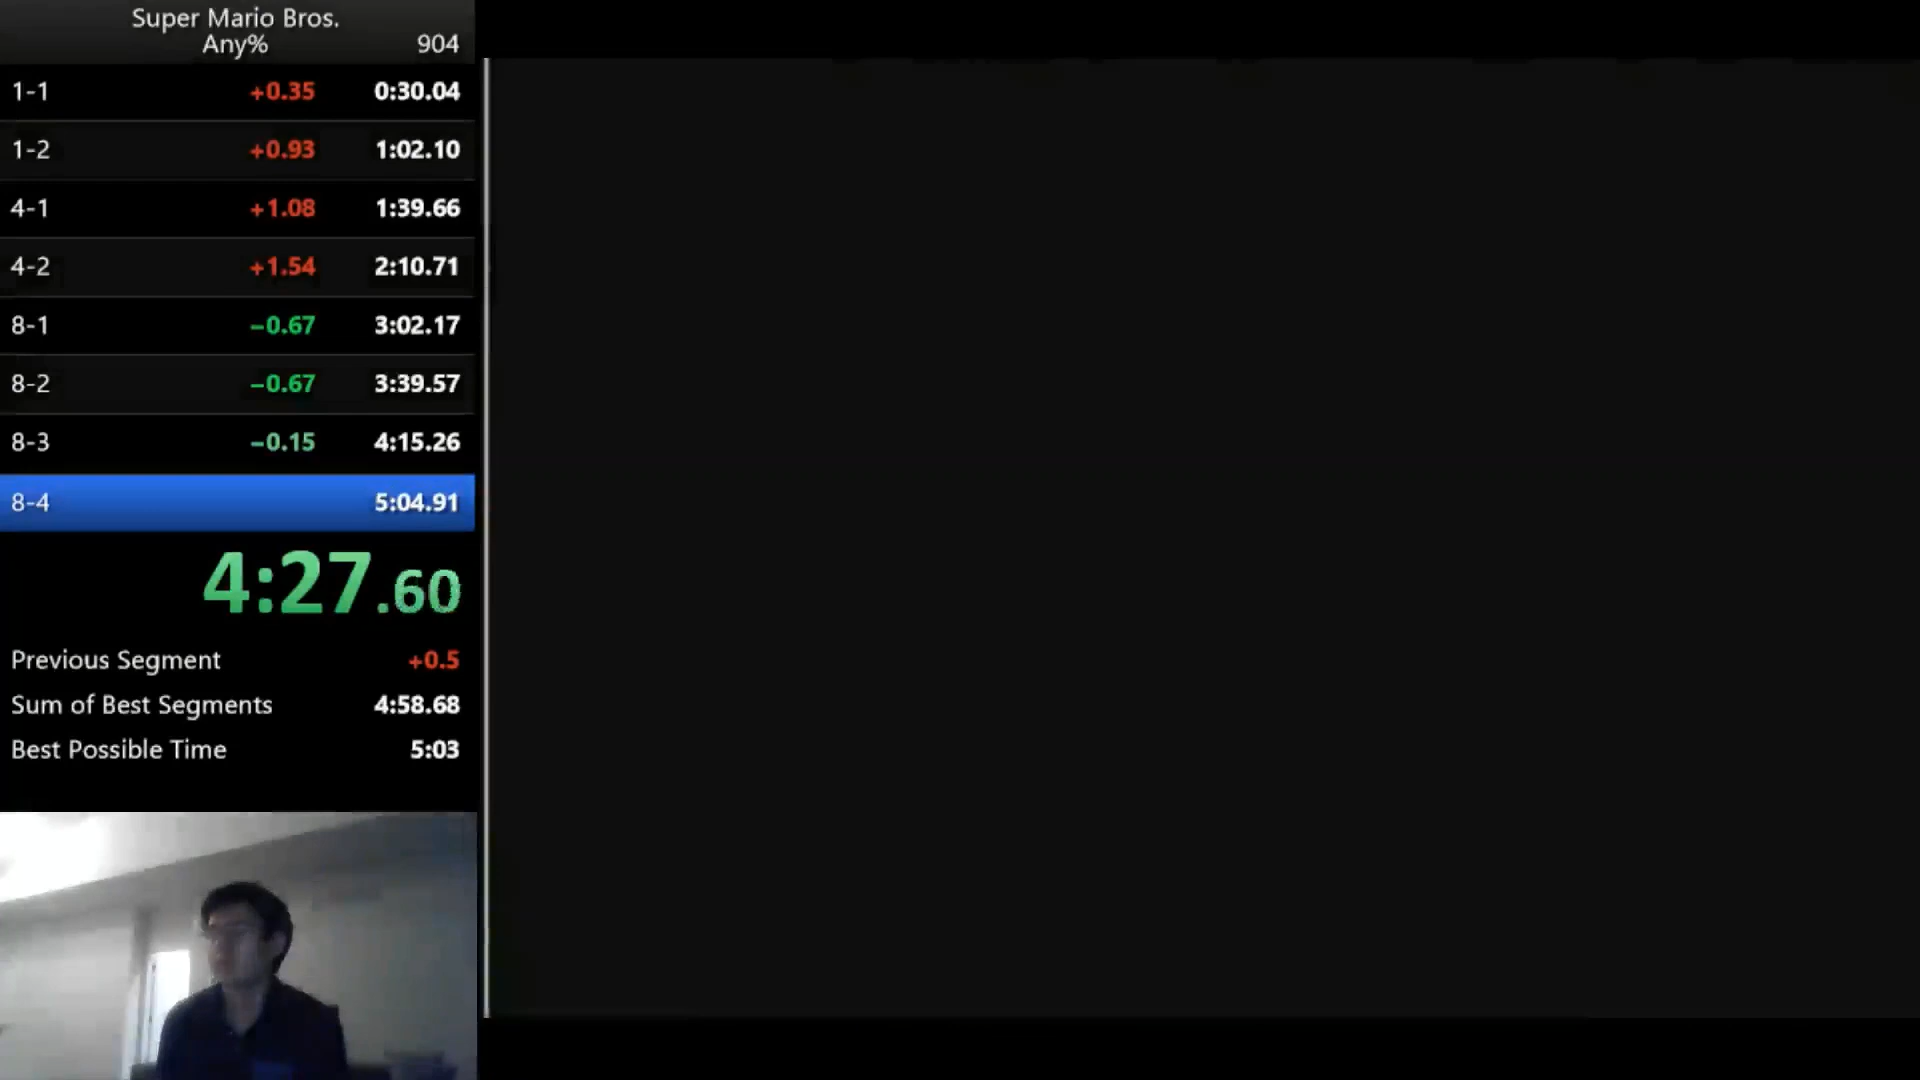 Super Mario Bros.
Any% 904
1-1 +0.35 0:30.04
1-2 +0.93 1:02.10
4-1 +1.08 1:39.66
4-2 +1.54 2:10.71
8-1 −0.67 3:02.17
8-2 −0.67 3:39.57
8-3 −0.15 4:15.26
8-4 5:04.91
4:27.60
Previous Segment +0.5
Sum of Best Segments 4:58.68
Best Possible Time 5:03